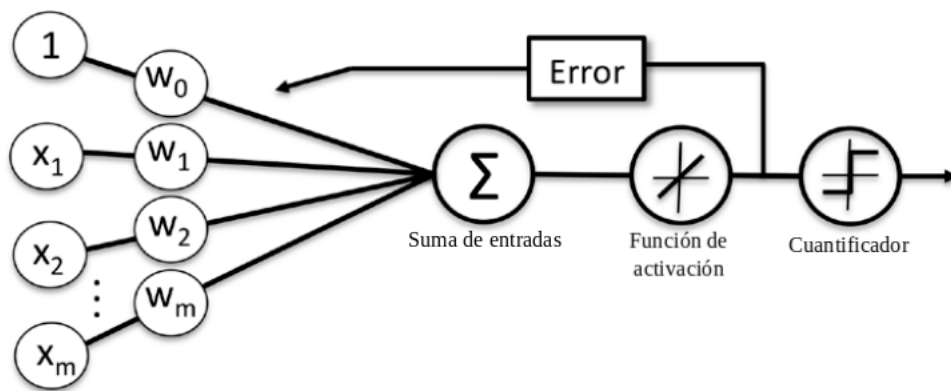 1
w0
Error
x1
w1
Σ
x2
w2
Suma de entradas
Función de
activación
Cuantificador
⋮
xm
wm